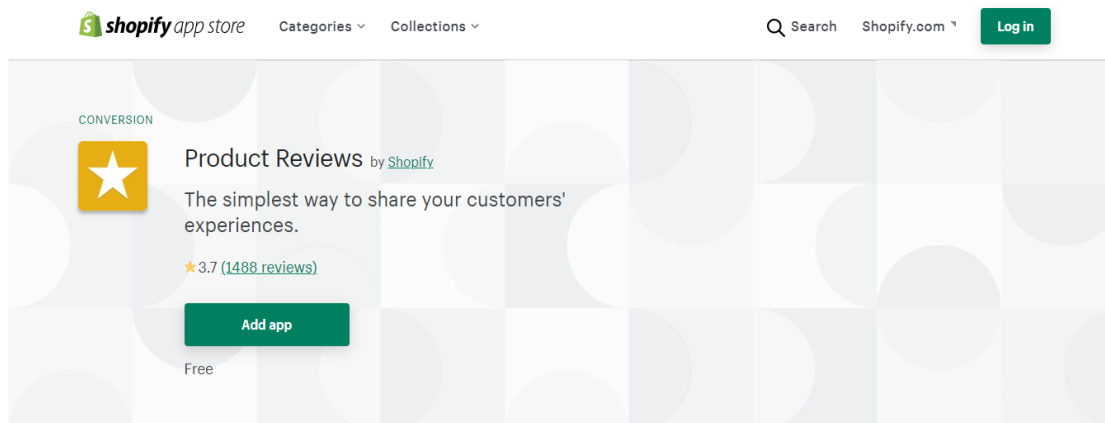 shopify app store Categories Collections Search Shopify.com Log in
CONVERSION
Product Reviews by Shopify
The simplest way to share your customers'
experiences.
3.7 (1488 reviews)
Add app
Free